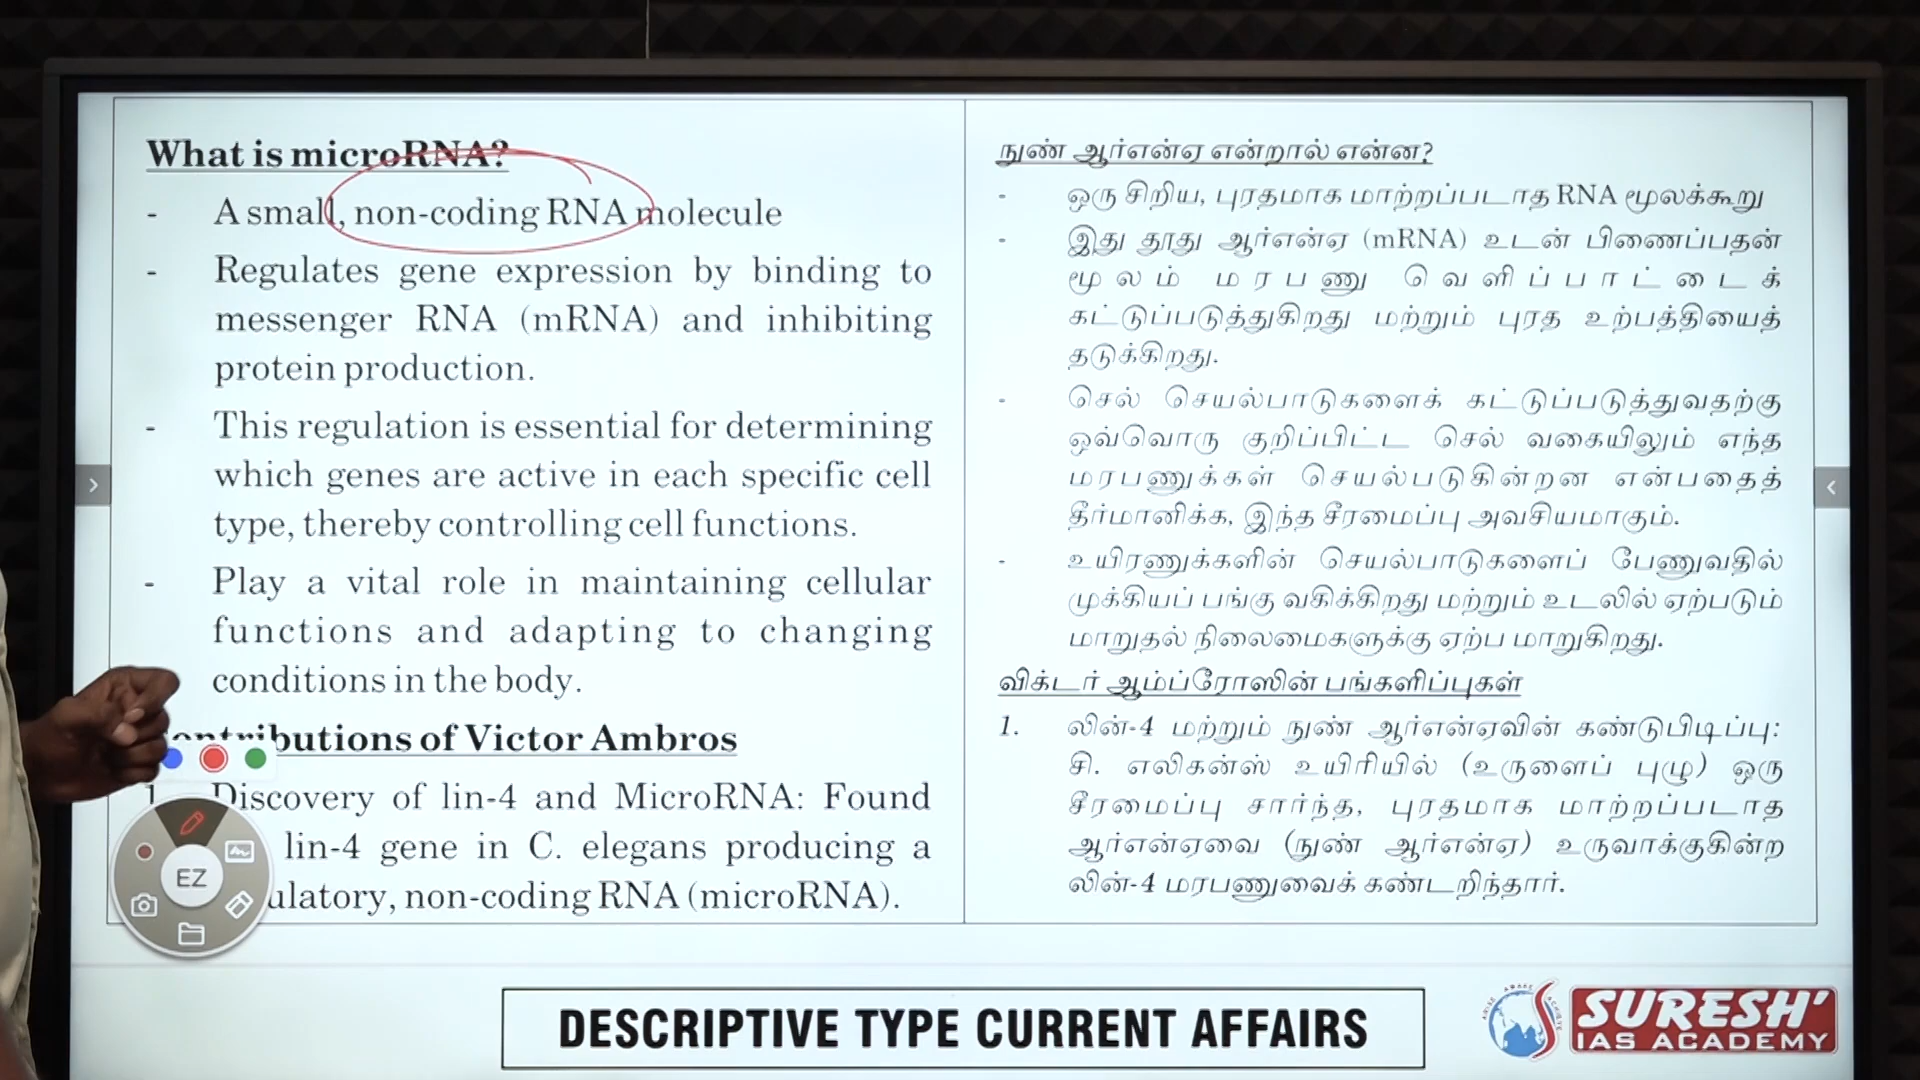 What is microRNA?
- A small, non-coding RNA molecule
- Regulates gene expression by binding to
messenger RNA (mRNA) and inhibiting
protein production.
- This regulation is essential for determining
which genes are active in each specific cell
type, thereby controlling cell functions.
- Play a vital role in maintaining cellular
functions and adapting to changing
conditions in the body.
of Victor Ambros
Discovery of lin-4 and MicroRNA: Found
lin-4 gene in C. elegans producing a
non-coding RNA (microRNA).
நுண் ஆர்என்ஏ என்றால் என்ன?
- ஒரு சிறிய, புரதமாக மாற்றப்படாத RNA மூலக்கூறு
- இது தூது ஆர்என்ஏ (mRNA) உடன் பிணைப்பதன்
மூலம் மரபணு வெளிப்பாட்டைக்
கட்டுப்படுத்துகிறது மற்றும் புரத உற்பத்தியைத்
தடுக்கிறது.
- செல் செயல்பாடுகளைக் கட்டுப்படுத்துவதற்கு
ஒவ்வொரு குறிப்பிட்ட செல் வகையிலும் எந்த
மரபணுக்கள் செயல்படுகின்றன என்பதைத்
தீர்மானிக்க, இந்த சீரமைப்பு அவசியமாகும்.
- உயிரணுக்களின் செயல்பாடுகளைப் பேணுவதில்
முக்கியப் பங்கு வகிக்கிறது மற்றும் உடலில் ஏற்படும்
மாறுதல் நிலைமைகளுக்கு ஏற்ப மாறுகிறது.
விக்டர் ஆம்ப்ரோஸின் பங்களிப்புகள்
1. லின்-4 மற்றும் நுண் ஆர்என்ஏவின் கண்டுபிடிப்பு:
சி. எலிகன்ஸ் உயிரியில் (உருளைப் புழு) ஒரு
சீரமைப்பு சார்ந்த, புரதமாக மாற்றப்படாத
ஆர்என்ஏவை (நுண் ஆர்என்ஏ) உருவாக்குகின்ற
லின்-4 மரபணுவைக் கண்டறிந்தார்.
EZ
DESCRIPTIVE TYPE CURRENT AFFAIRS
SURESH'
IAS ACADEMY